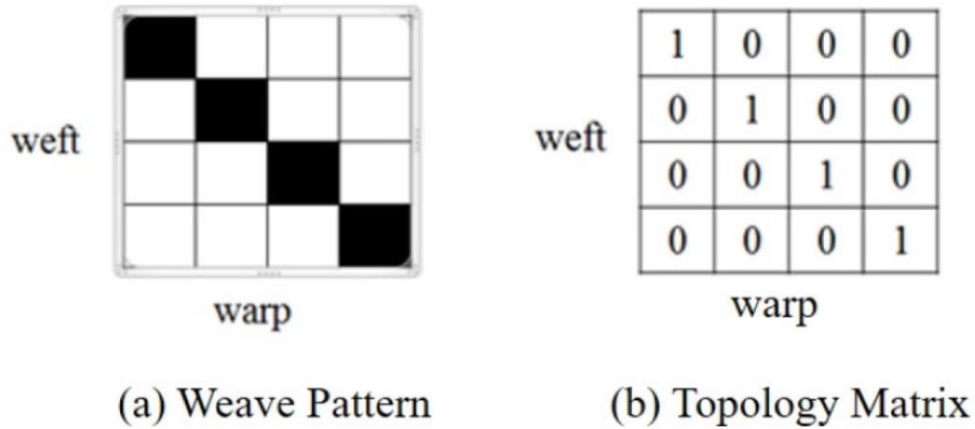 weft
warp
(a) Weave Pattern
1 0 0 0
0 1 0 0
0 0 1 0
0 0 0 1
weft
warp
(b) Topology Matrix